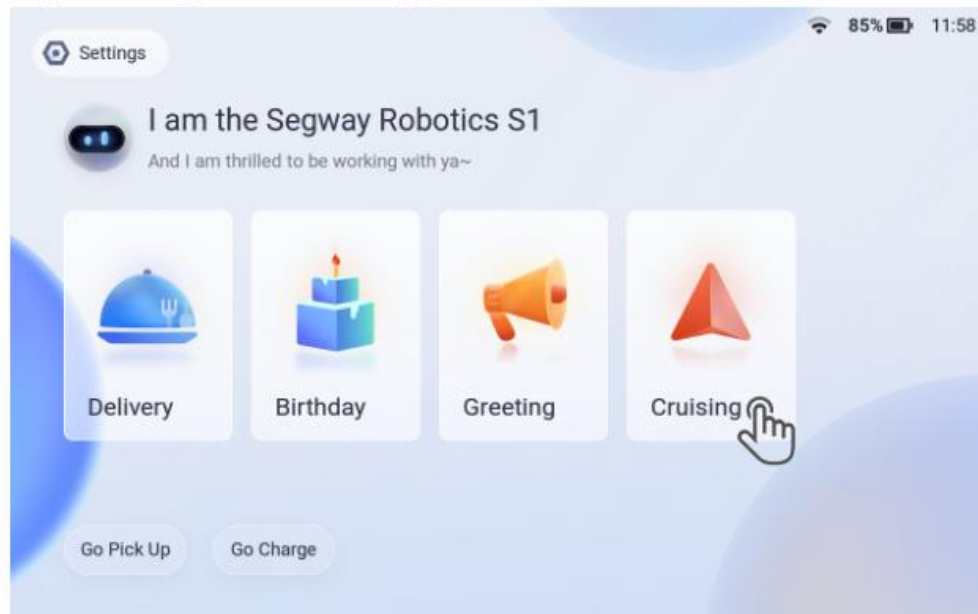 85% 11:58
Settings
I am the Segway Robotics S1
And I am thrilled to be working with ya~
Delivery Birthday Greeting Cruising
Go Pick Up Go Charge